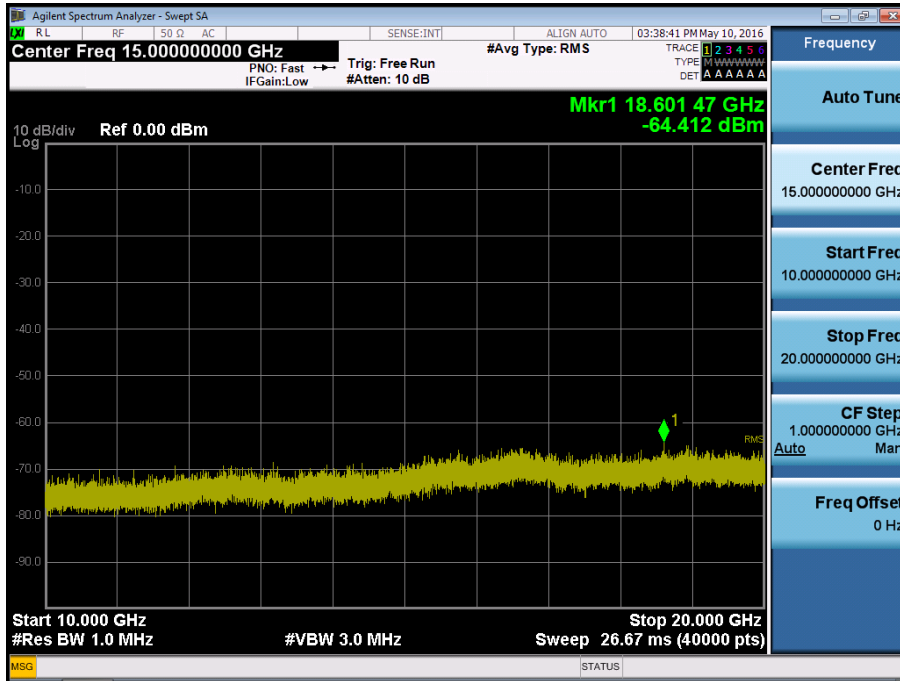 Agilent Spectrum Analyzer - Swept SA
LXI RL RF 50 Ω AC SENSE:INT ALIGN AUTO 03:38:41 PM May 10, 2016
Center Freq 15.000000000 GHz #Avg Type: RMS TRACE 1 2 3 4 5 6
PNO: Fast Trig: Free Run TYPE M WWWWW
IFGain:Low #Atten: 10 dB DET A A A A A A
Mkr1 18.601 47 GHz
-64.412 dBm
10 dB/div Ref 0.00 dBm
Log
-10.0
-20.0
-30.0
-40.0
-50.0
-60.0
1
RMS
-70.0
-80.0
-90.0
Start 10.000 GHz Stop 20.000 GHz
#Res BW 1.0 MHz #VBW 3.0 MHz Sweep 26.67 ms (40000 pts)
MSG STATUS
Frequency
Auto Tune
Center Freq
15.000000000 GHz
Start Freq
10.000000000 GHz
Stop Freq
20.000000000 GHz
CF Step
1.000000000 GHz
Auto Man
Freq Offset
0 Hz